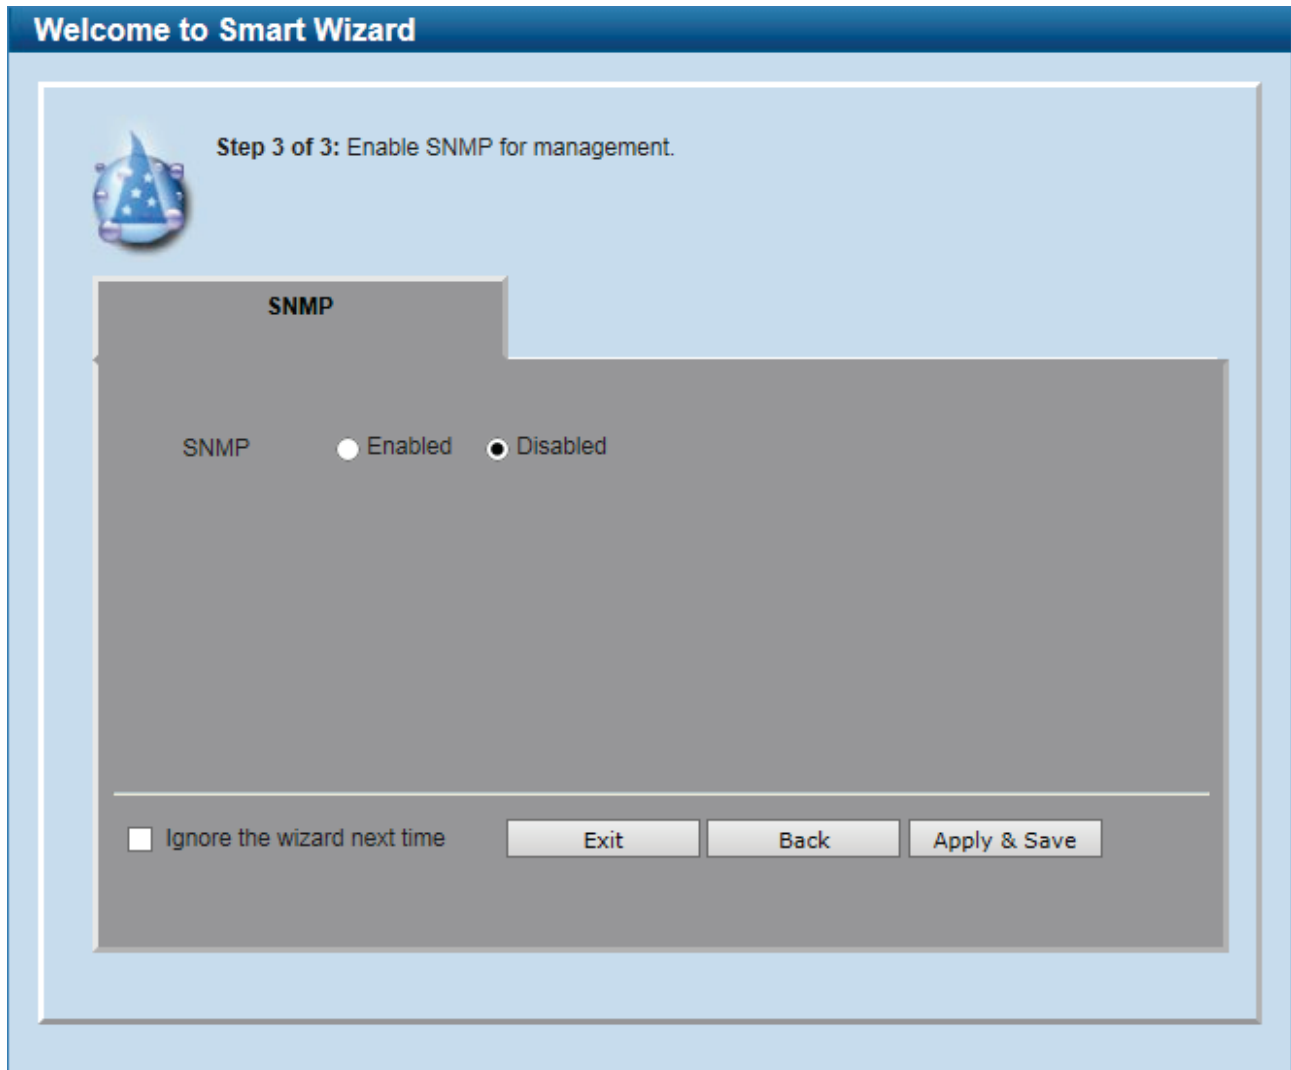 Welcome to Smart Wizard
Step 3 of 3: Enable SNMP for management.
SNMP
SNMP Enabled Disabled
Ignore the wizard next time Exit Back Apply & Save